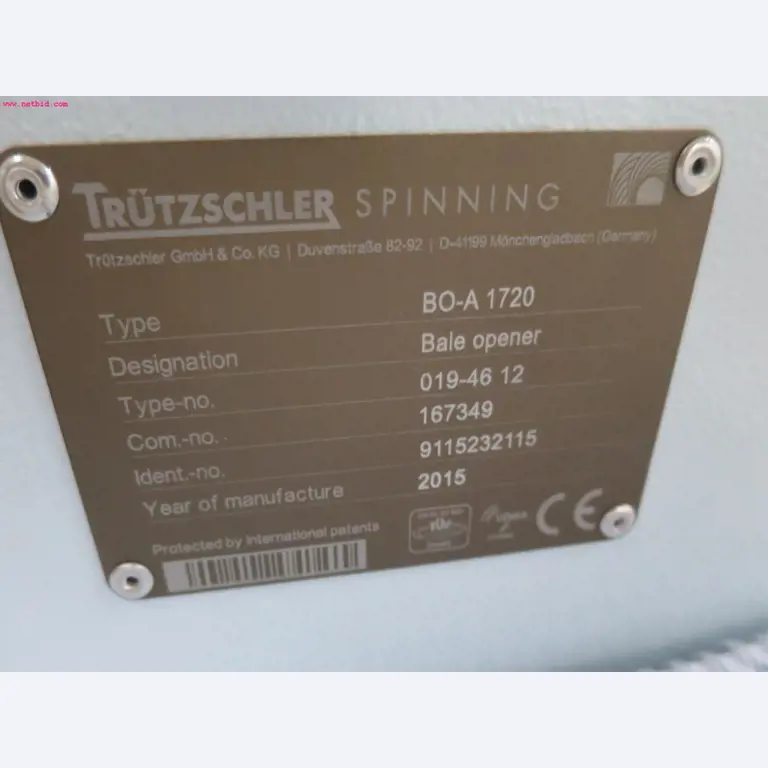 www.netbid.com
TRÜTZSCHLER SPINNING
Trützschler GmbH & Co. KG | Duvenstraße 82-92 | D-41199 Mönchengladbach (Germany)
Type BO-A 1720
Designation Bale opener
Type-no. 019-46 12
Com.-no. 167349
Ident.-no. 9115232115
Year of manufacture 2015
Protected by international patents
TÜV
CE